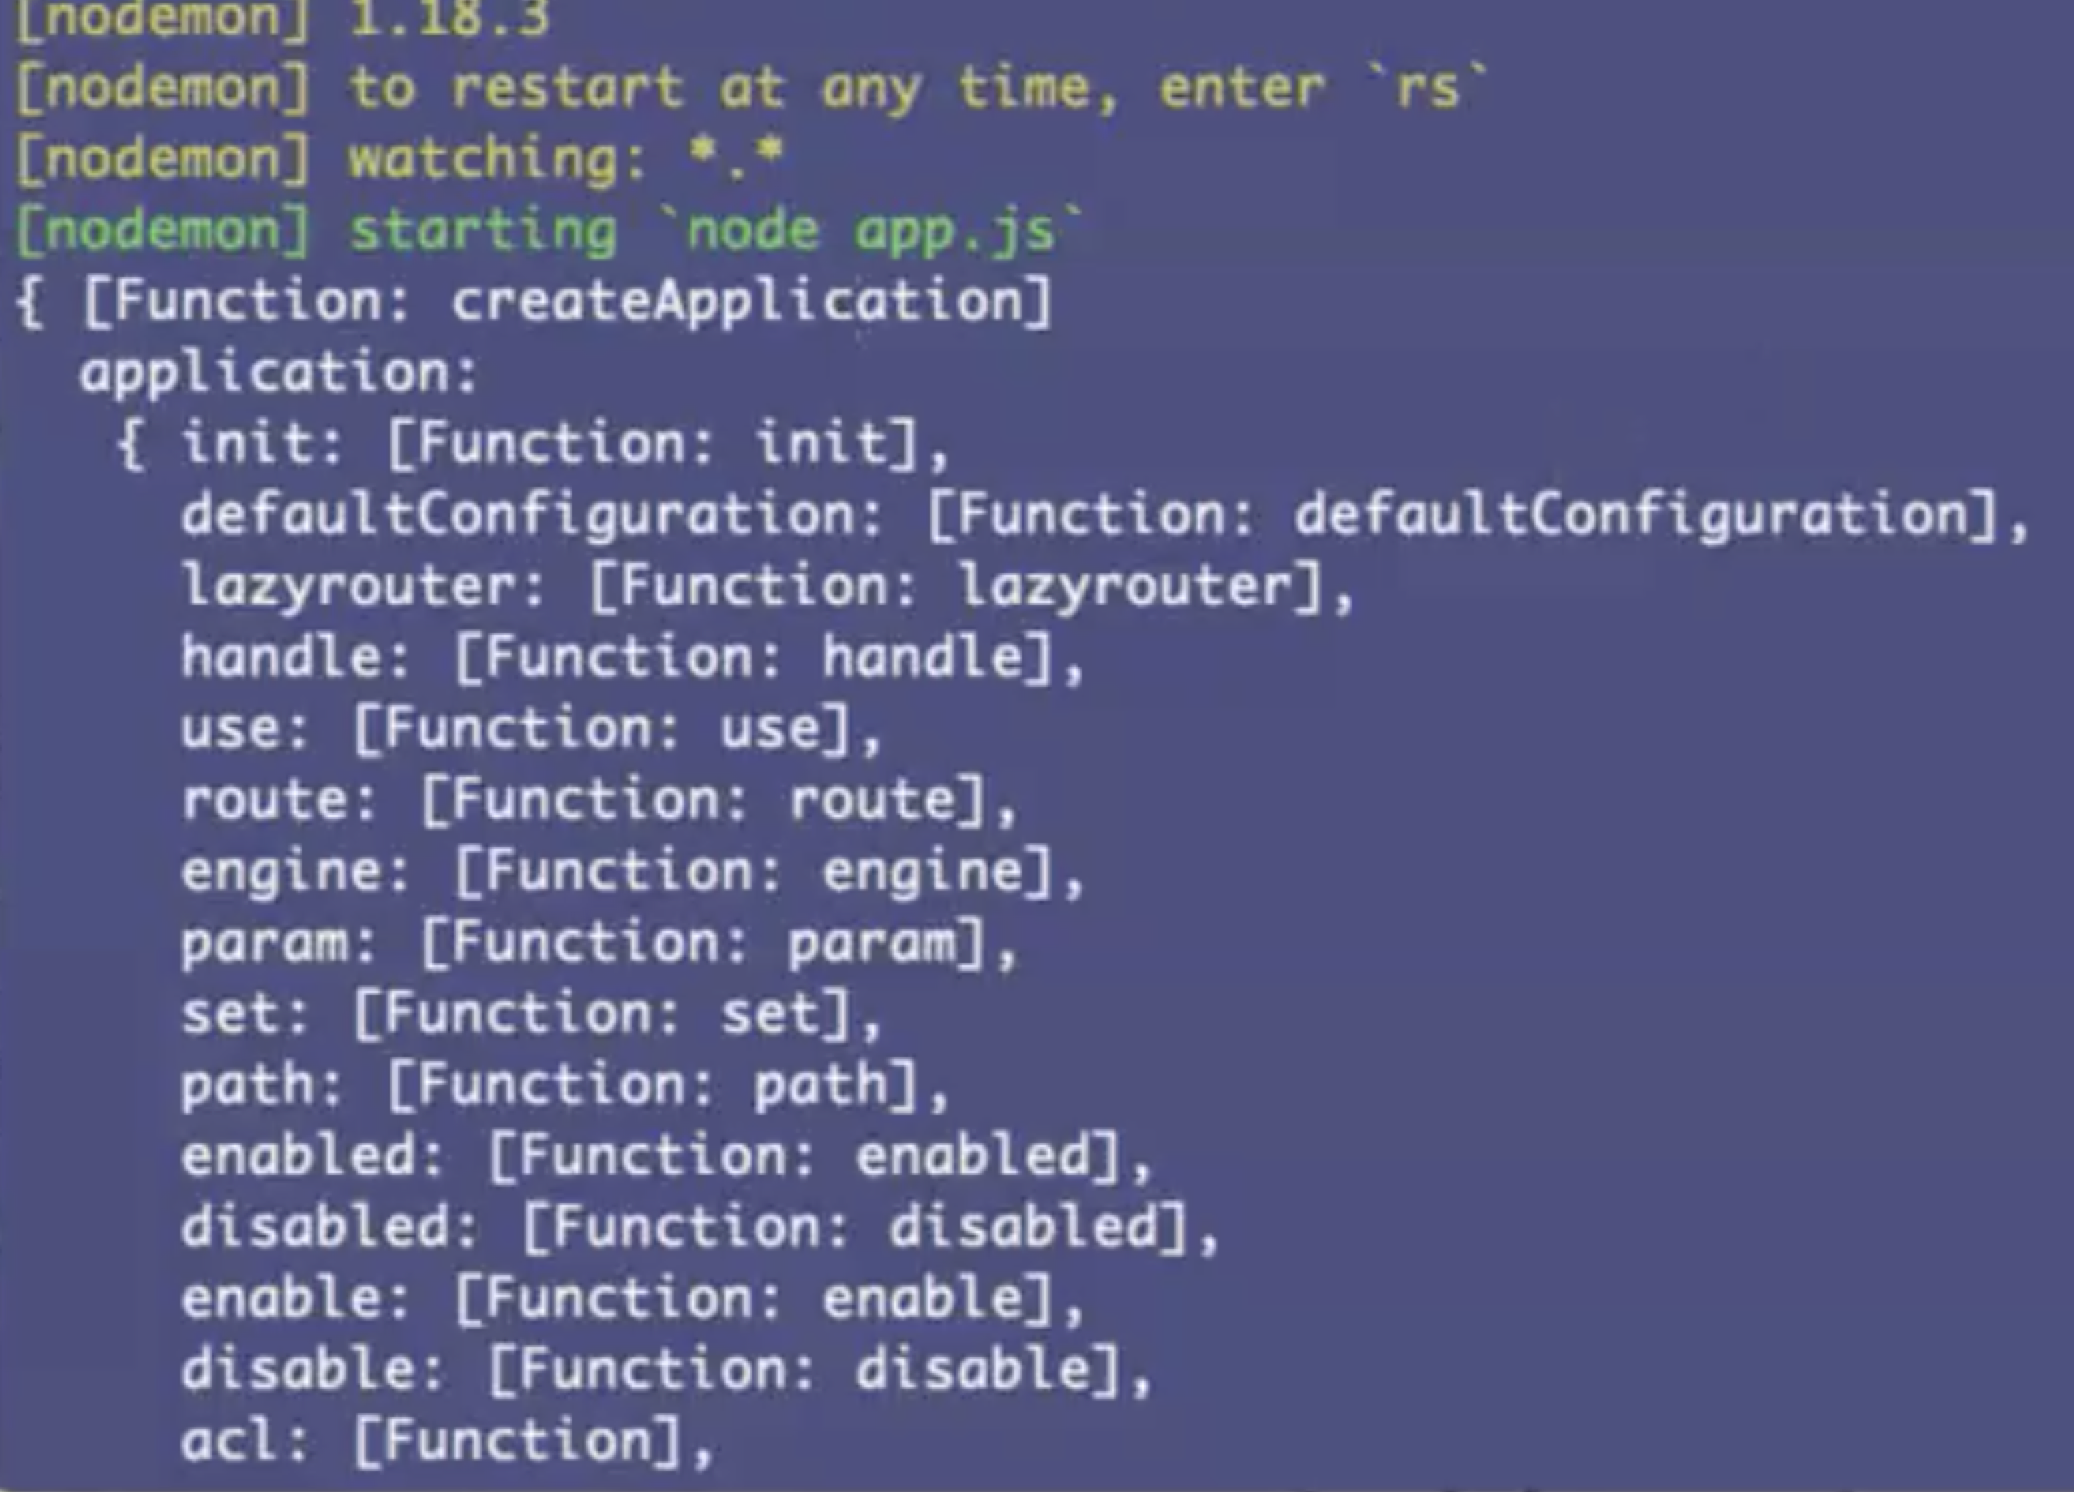 [nodemon] 1.18.3
[nodemon] to restart at any time, enter `rs`
[nodemon] watching: *.*
[nodemon] starting `node app.js`
{ [Function: createApplication]
  application:
   { init: [Function: init],
     defaultConfiguration: [Function: defaultConfiguration],
     lazyrouter: [Function: lazyrouter],
     handle: [Function: handle],
     use: [Function: use],
     route: [Function: route],
     engine: [Function: engine],
     param: [Function: param],
     set: [Function: set],
     path: [Function: path],
     enabled: [Function: enabled],
     disabled: [Function: disabled],
     enable: [Function: enable],
     disable: [Function: disable],
     acl: [Function],